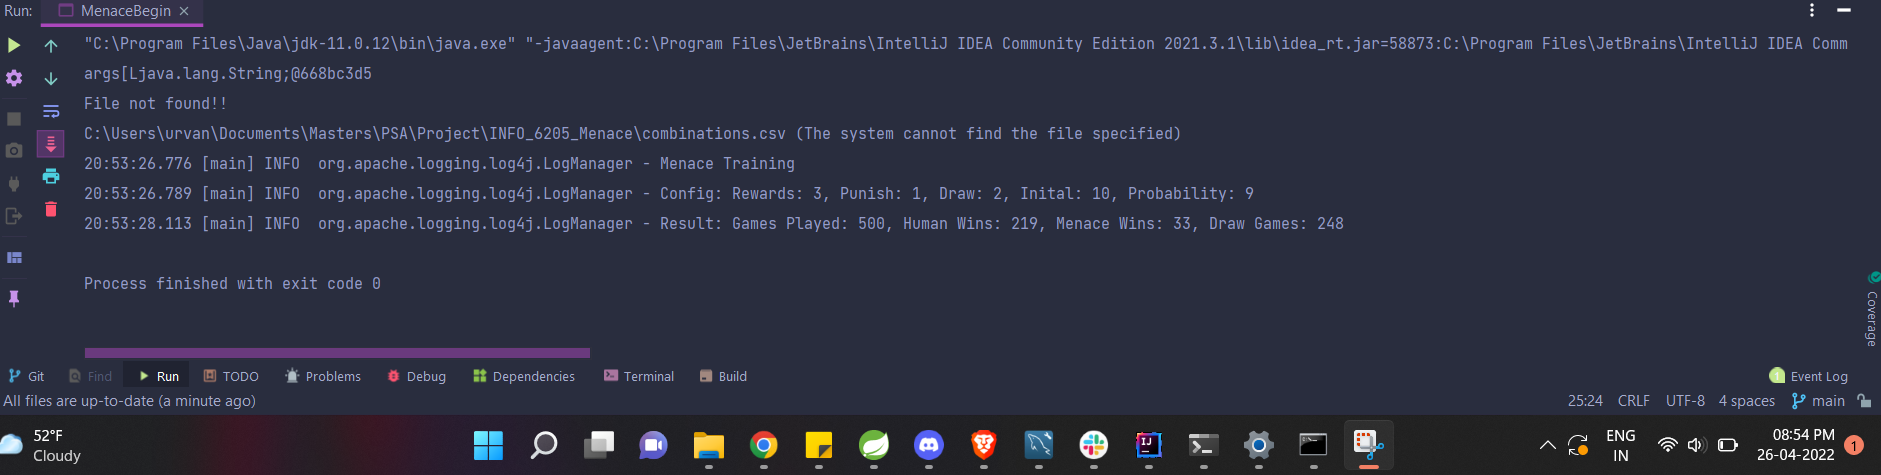 Run: MenaceBegin ×
"C:\Program Files\Java\jdk-11.0.12\bin\java.exe" "-javaagent:C:\Program Files\JetBrains\IntelliJ IDEA Community Edition 2021.3.1\lib\idea_rt.jar=58873:C:\Program Files\JetBrains\IntelliJ IDEA Comm
args[Ljava.lang.String;@668bc3d5
File not found!!
C:\Users\urvan\Documents\Masters\PSA\Project\INFO_6205_Menace\combinations.csv (The system cannot find the file specified)
20:53:26.776 [main] INFO  org.apache.logging.log4j.LogManager - Menace Training
20:53:26.789 [main] INFO  org.apache.logging.log4j.LogManager - Config: Rewards: 3, Punish: 1, Draw: 2, Inital: 10, Probability: 9
20:53:28.113 [main] INFO  org.apache.logging.log4j.LogManager - Result: Games Played: 500, Human Wins: 219, Menace Wins: 33, Draw Games: 248
Process finished with exit code 0
Coverage
Git Find Run TODO Problems Debug Dependencies Terminal Build 1 Event Log
All files are up-to-date (a minute ago) 25:24 CRLF UTF-8 4 spaces main
52°F
Cloudy
IJ
ENG
IN
08:54 PM
26-04-2022
1